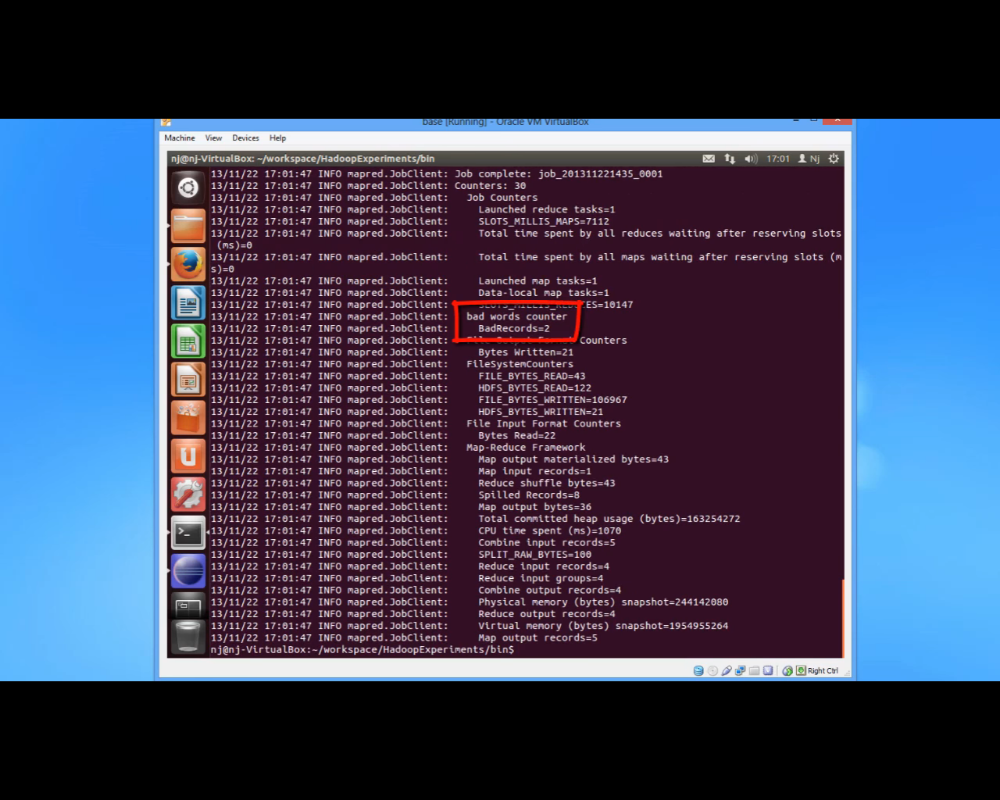 base [Running] - Oracle VM VirtualBox
Machine View Devices Help
nj@nj-VirtualBox: ~/workspace/HadoopExperiments/bin 17:01 Nj
13/11/22 17:01:47 INFO mapred.JobClient: Job complete: job_201311221435_0001
13/11/22 17:01:47 INFO mapred.JobClient: Counters: 30
13/11/22 17:01:47 INFO mapred.JobClient:   Job Counters
13/11/22 17:01:47 INFO mapred.JobClient:     Launched reduce tasks=1
13/11/22 17:01:47 INFO mapred.JobClient:     SLOTS_MILLIS_MAPS=7112
13/11/22 17:01:47 INFO mapred.JobClient:     Total time spent by all reduces waiting after reserving slots
(ms)=0
13/11/22 17:01:47 INFO mapred.JobClient:     Total time spent by all maps waiting after reserving slots (m
s)=0
13/11/22 17:01:47 INFO mapred.JobClient:     Launched map tasks=1
13/11/22 17:01:47 INFO mapred.JobClient:     Data-local map tasks=1
13/11/22 17:01:47 INFO mapred.JobClient:     SLOTS_MILLIS_REDUCES=10147
13/11/22 17:01:47 INFO mapred.JobClient:   bad words counter
13/11/22 17:01:47 INFO mapred.JobClient:     BadRecords=2
13/11/22 17:01:47 INFO mapred.JobClient:   File Output Format Counters
13/11/22 17:01:47 INFO mapred.JobClient:     Bytes Written=21
13/11/22 17:01:47 INFO mapred.JobClient:   FileSystemCounters
13/11/22 17:01:47 INFO mapred.JobClient:     FILE_BYTES_READ=43
13/11/22 17:01:47 INFO mapred.JobClient:     HDFS_BYTES_READ=122
13/11/22 17:01:47 INFO mapred.JobClient:     FILE_BYTES_WRITTEN=106967
13/11/22 17:01:47 INFO mapred.JobClient:     HDFS_BYTES_WRITTEN=21
13/11/22 17:01:47 INFO mapred.JobClient:   File Input Format Counters
13/11/22 17:01:47 INFO mapred.JobClient:     Bytes Read=22
13/11/22 17:01:47 INFO mapred.JobClient:   Map-Reduce Framework
13/11/22 17:01:47 INFO mapred.JobClient:     Map output materialized bytes=43
13/11/22 17:01:47 INFO mapred.JobClient:     Map input records=1
13/11/22 17:01:47 INFO mapred.JobClient:     Reduce shuffle bytes=43
13/11/22 17:01:47 INFO mapred.JobClient:     Spilled Records=8
13/11/22 17:01:47 INFO mapred.JobClient:     Map output bytes=36
13/11/22 17:01:47 INFO mapred.JobClient:     Total committed heap usage (bytes)=163254272
13/11/22 17:01:47 INFO mapred.JobClient:     CPU time spent (ms)=1070
13/11/22 17:01:47 INFO mapred.JobClient:     Combine input records=5
13/11/22 17:01:47 INFO mapred.JobClient:     SPLIT_RAW_BYTES=100
13/11/22 17:01:47 INFO mapred.JobClient:     Reduce input records=4
13/11/22 17:01:47 INFO mapred.JobClient:     Reduce input groups=4
13/11/22 17:01:47 INFO mapred.JobClient:     Combine output records=4
13/11/22 17:01:47 INFO mapred.JobClient:     Physical memory (bytes) snapshot=244142080
13/11/22 17:01:47 INFO mapred.JobClient:     Reduce output records=4
13/11/22 17:01:47 INFO mapred.JobClient:     Virtual memory (bytes) snapshot=1954955264
13/11/22 17:01:47 INFO mapred.JobClient:     Map output records=5
nj@nj-VirtualBox:~/workspace/HadoopExperiments/bin$
Right Ctrl